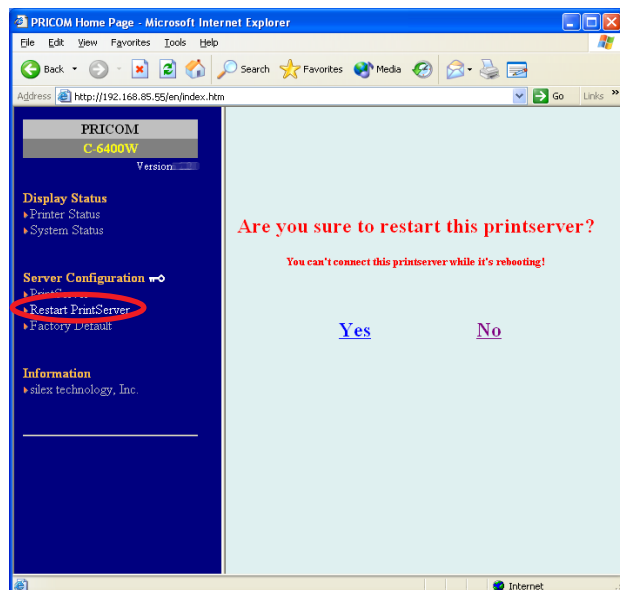 PRICOM Home Page - Microsoft Internet Explorer
File Edit View Favorites Tools Help
Back Search Favorites Media
Address http://192.168.85.55/en/index.htm Go Links »
PRICOM
C-6400W
Version
Display Status
Printer Status
System Status
Server Configuration
PrintServer
Restart PrintServer
Factory Default
Information
silex technology, Inc.
Are you sure to restart this printserver?
You can't connect this printserver while it's rebooting!
Yes No
Internet